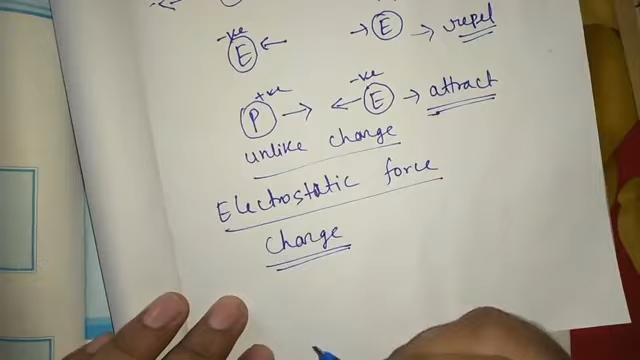 -ve
E ← → E → repel
+ve -ve
P → ← E → attract
unlike charge
Electrostatic force
charge